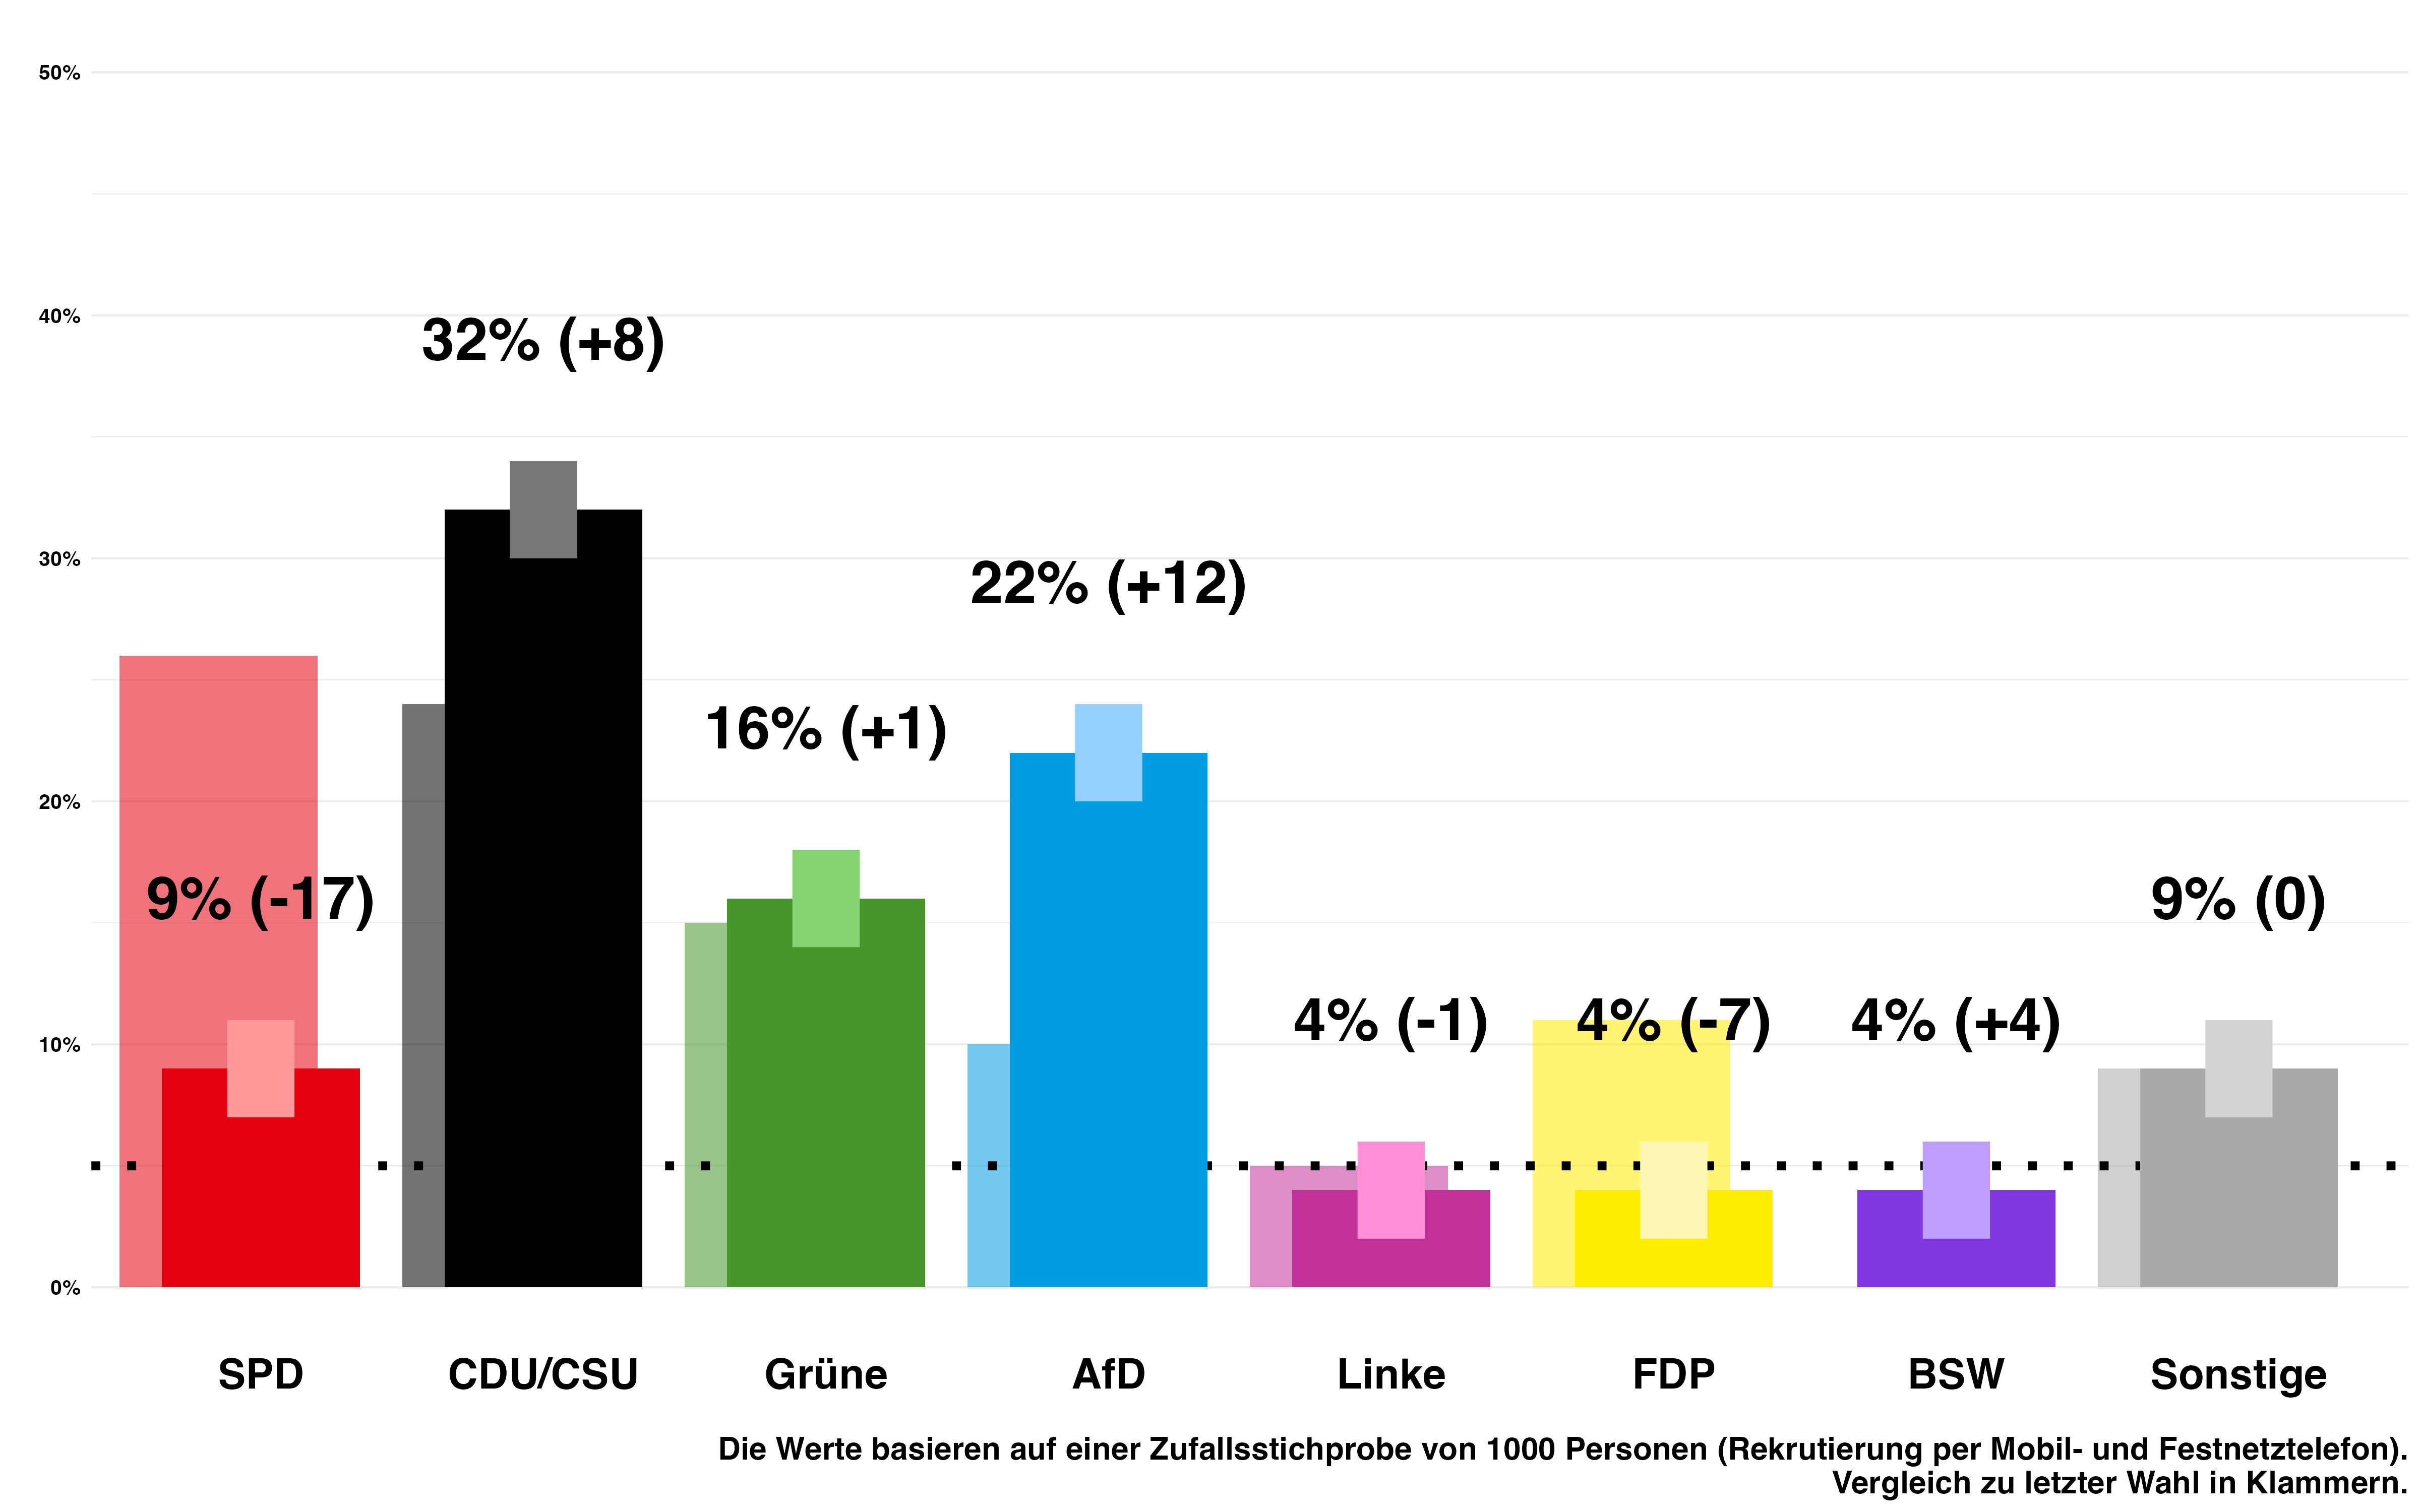 50%
40%
30%
20%
10%
0%
32% (+8)
22% (+12)
16% (+1)
9% (-17)
9% (0)
4% (-1)
4% (-7)
4% (+4)
SPD
CDU/CSU
Grüne
AfD
Linke
FDP
BSW
Sonstige
Die Werte basieren auf einer Zufallsstichprobe von 1000 Personen (Rekrutierung per Mobil- und Festnetztelefon).
Vergleich zu letzter Wahl in Klammern.